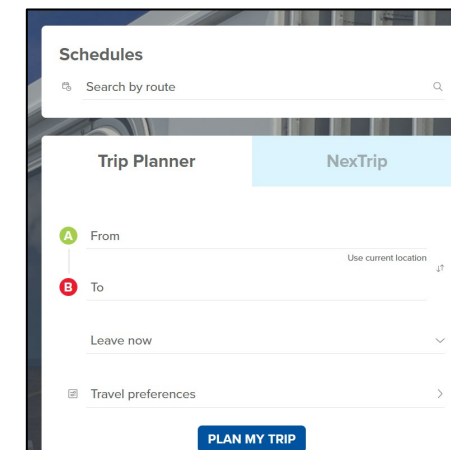 Schedules
Search by route
Trip Planner NexTrip
A From
Use current location
B To
Leave now
Travel preferences
PLAN MY TRIP